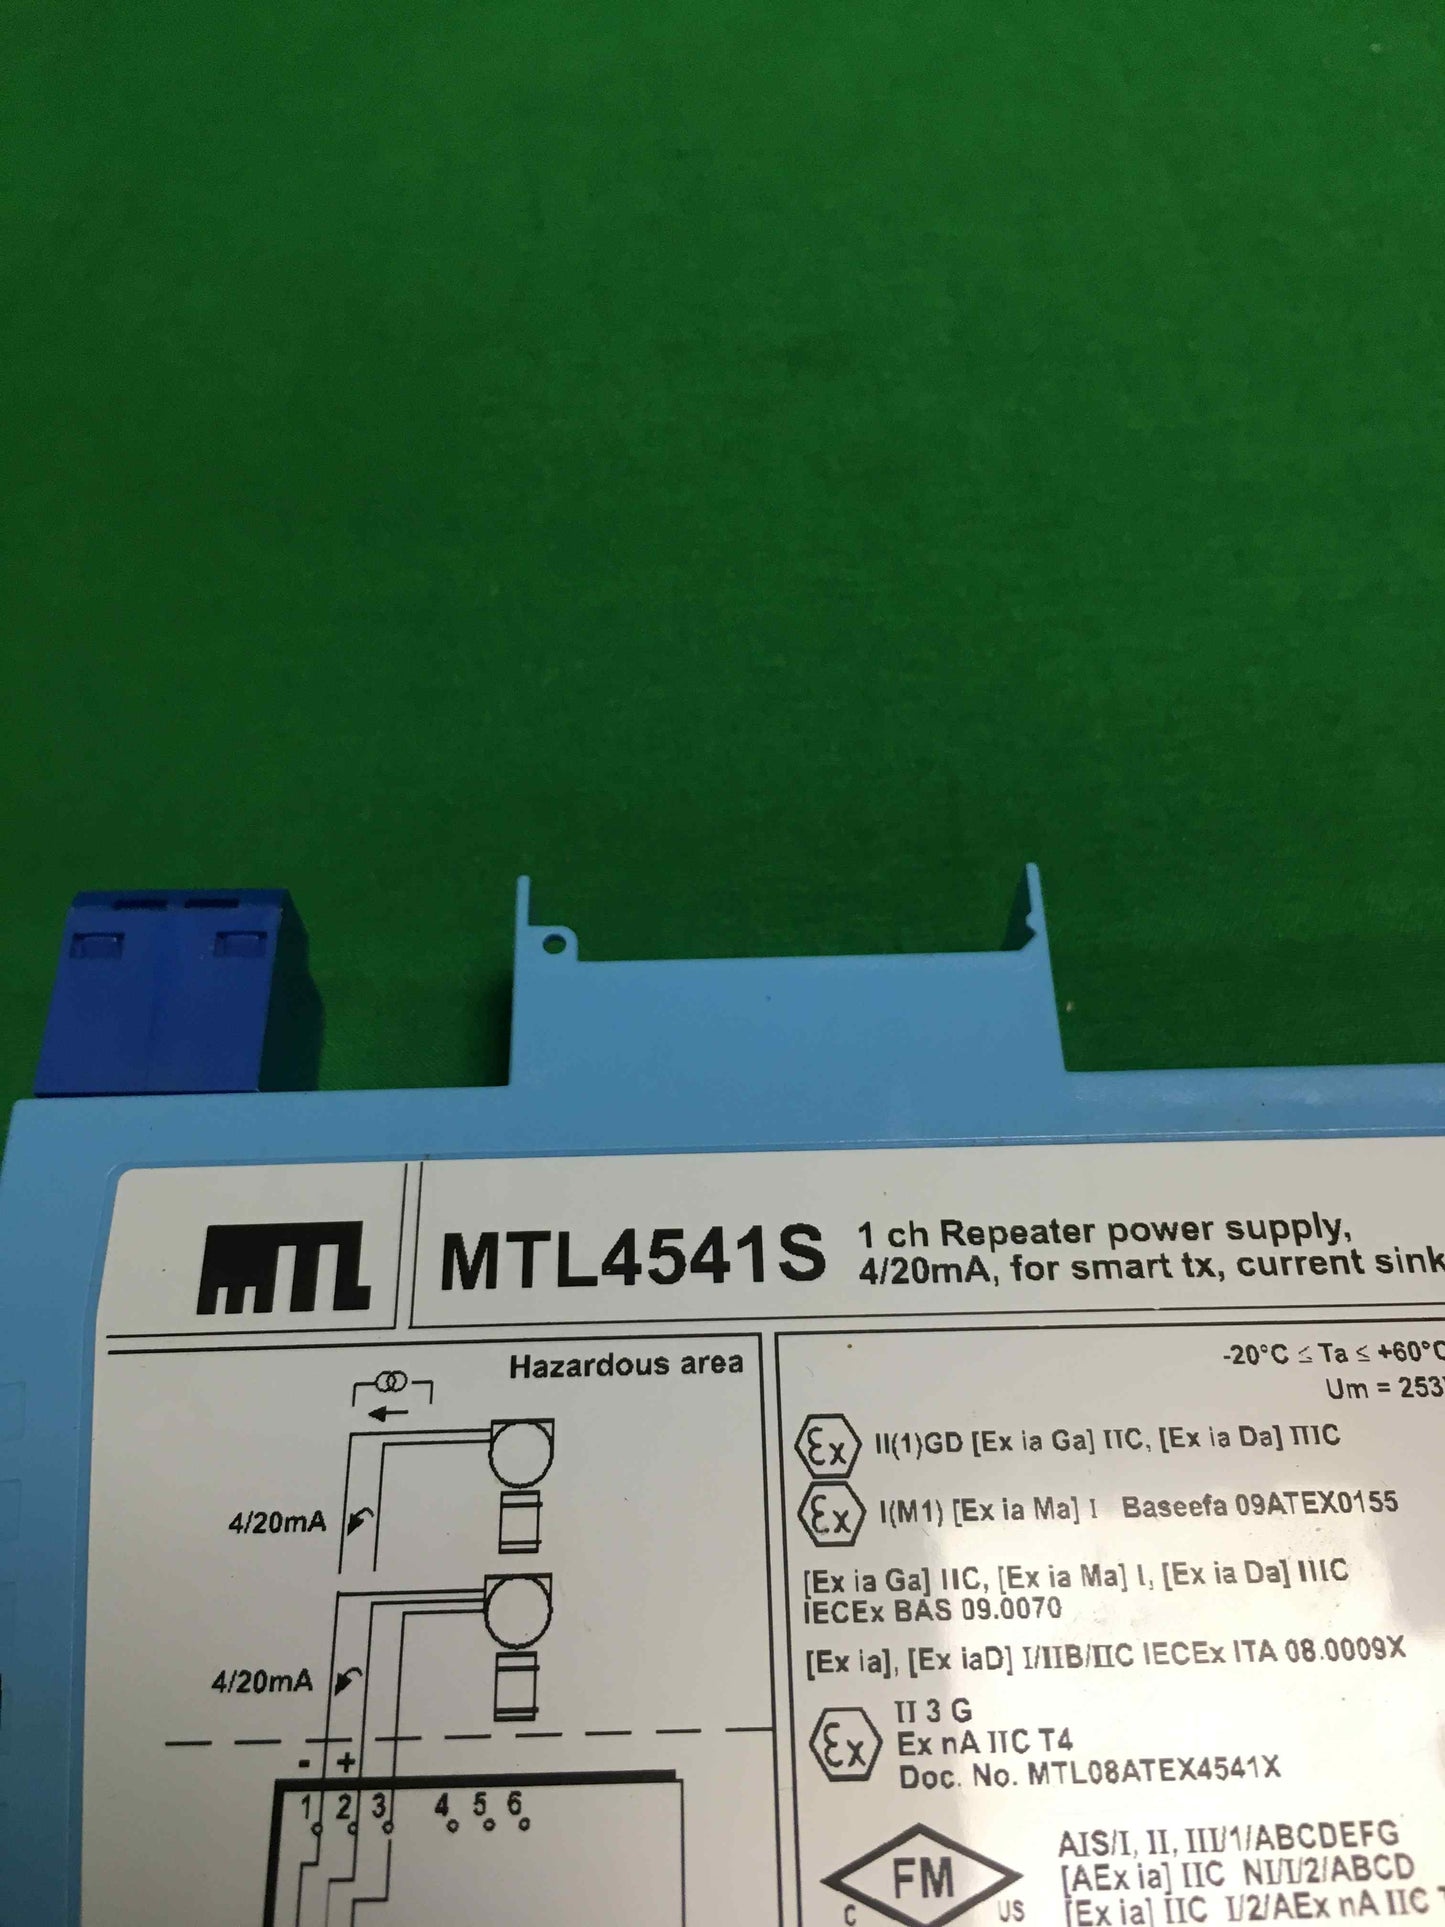 MTL
MTL4541S
1 ch Repeater power supply,
4/20mA, for smart tx, current sink
Hazardous area
-20°C ≤ Ta ≤ +60°C
Um = 253
Ex II(1)GD [Ex ia Ga] IIC, [Ex ia Da] IIIC
Ex I(M1) [Ex ia Ma] I Baseefa 09ATEX0155
4/20mA
[Ex ia Ga] IIC, [Ex ia Ma] I, [Ex ia Da] IIIC
IECEx BAS 09.0070
[Ex ia], [Ex iaD] I/IIB/IIC IECEx ITA 08.0009X
4/20mA
Ex II 3 G
Ex nA IIC T4
Doc. No. MTL08ATEX4541X
- +
1 2 3 4 5 6
C FM US
AIS/I, II, III/1/ABCDEFG
[AEx ia] IIC NI/I/2/ABCD
[Ex ia] IIC I/2/AEx nA IIC